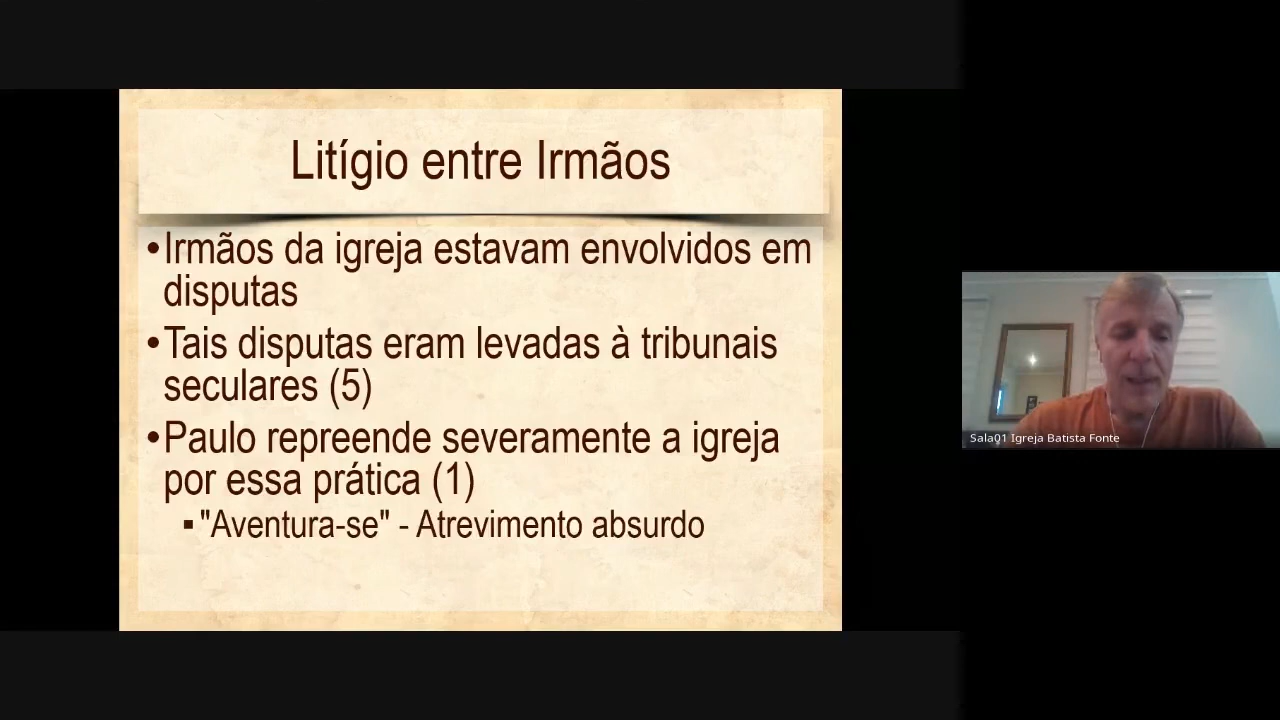 Litígio entre Irmãos
•Irmãos da igreja estavam envolvidos em
disputas
•Tais disputas eram levadas à tribunais
seculares (5)
•Paulo repreende severamente a igreja
por essa prática (1)
▪"Aventura-se" - Atrevimento absurdo
Sala01 Igreja Batista Fonte